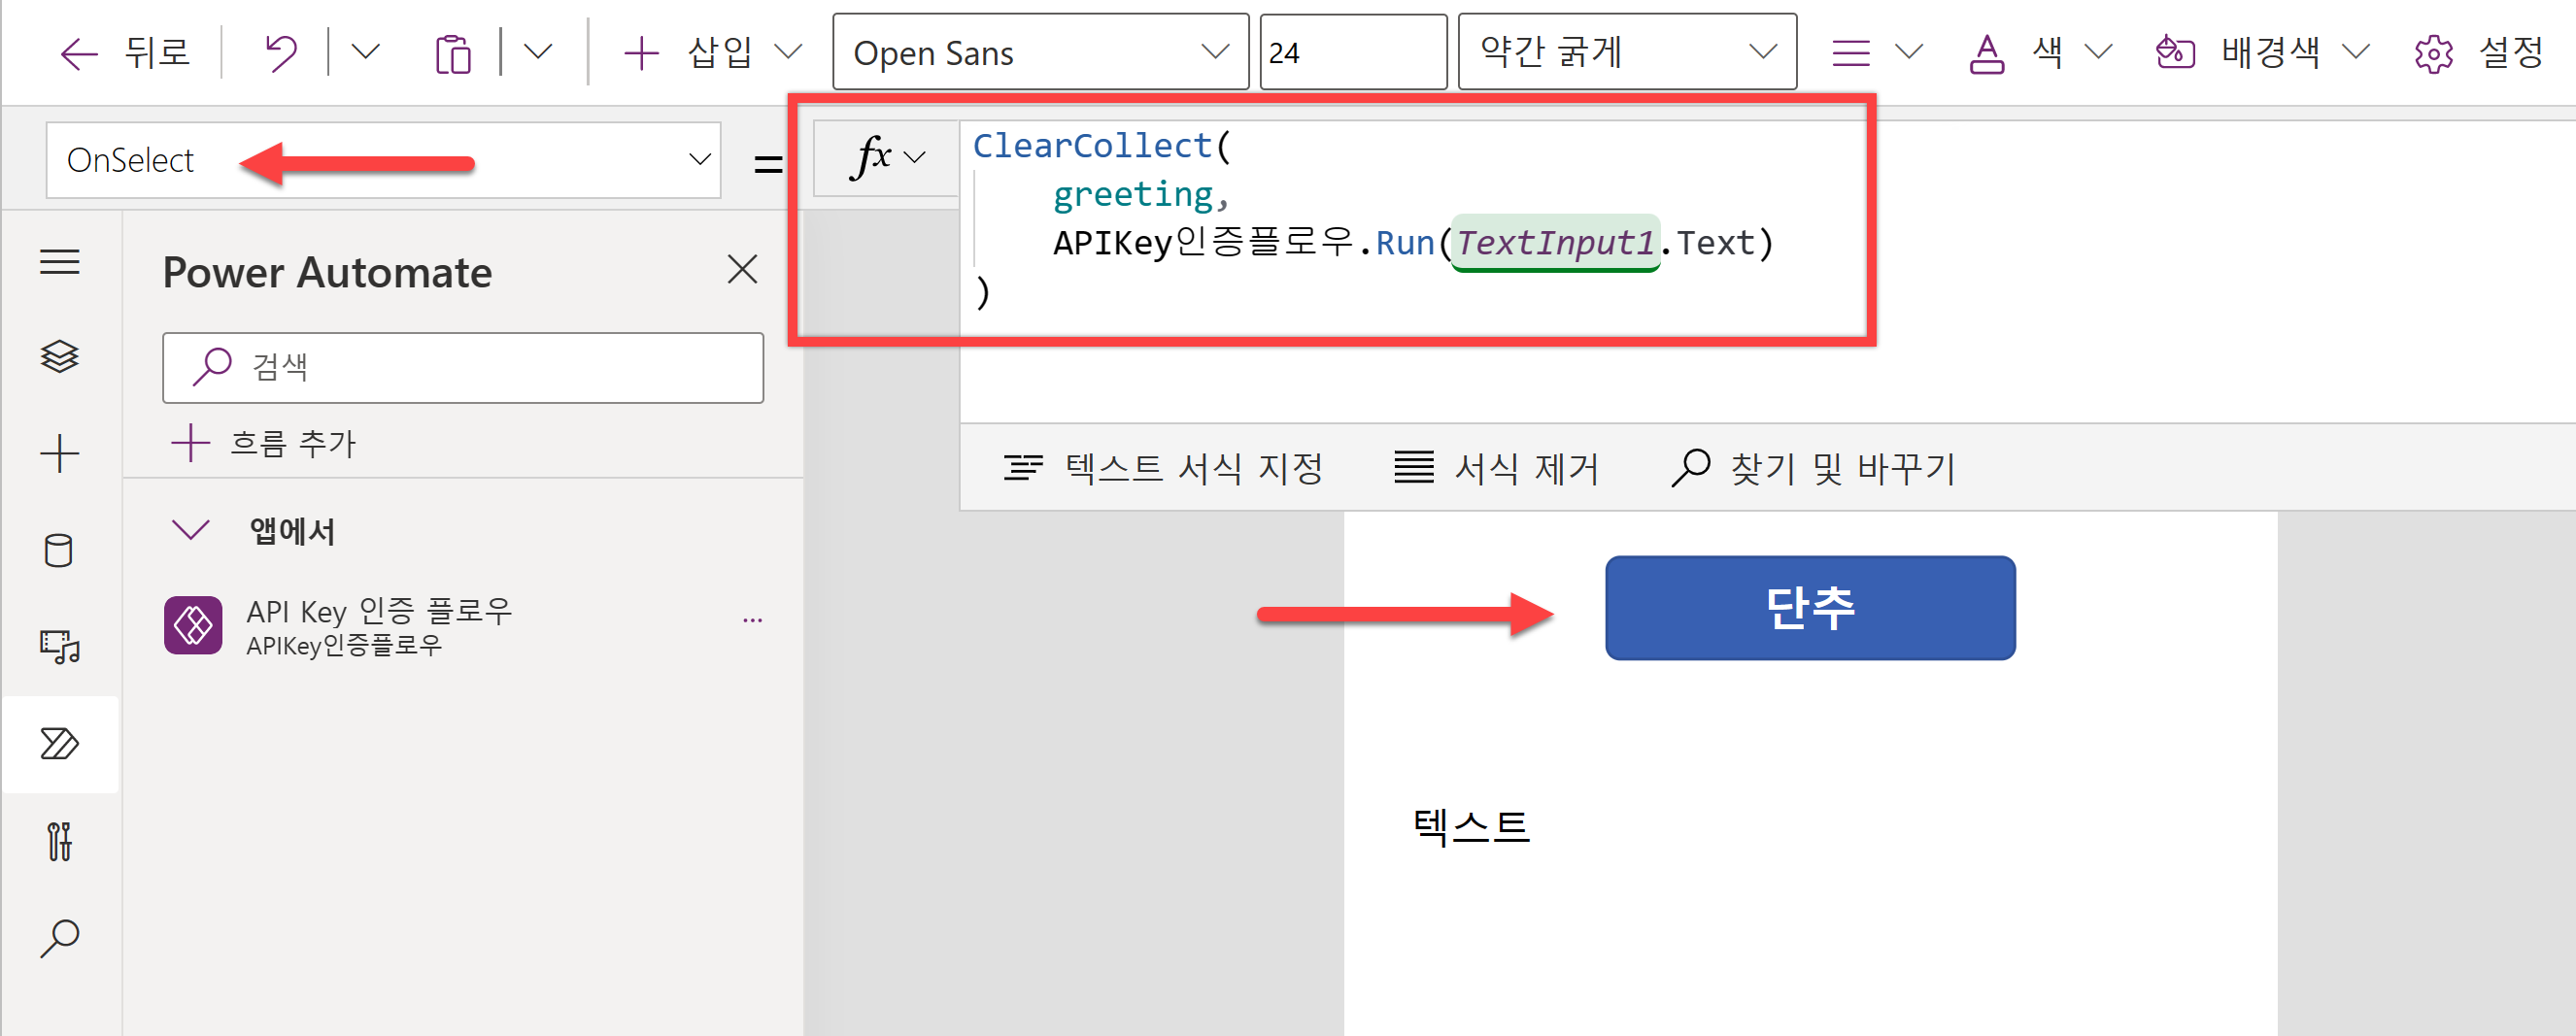 뒤로 삽입 Open Sans 24 약간 굵게 색 배경색 설정
OnSelect = fx
ClearCollect(
greeting,
APIKey인증플로우.Run(TextInput1.Text)
)
Power Automate
검색
흐름 추가
텍스트 서식 지정 서식 제거 찾기 및 바꾸기
앱에서
API Key 인증 플로우
APIKey인증플로우
...
단추
텍스트